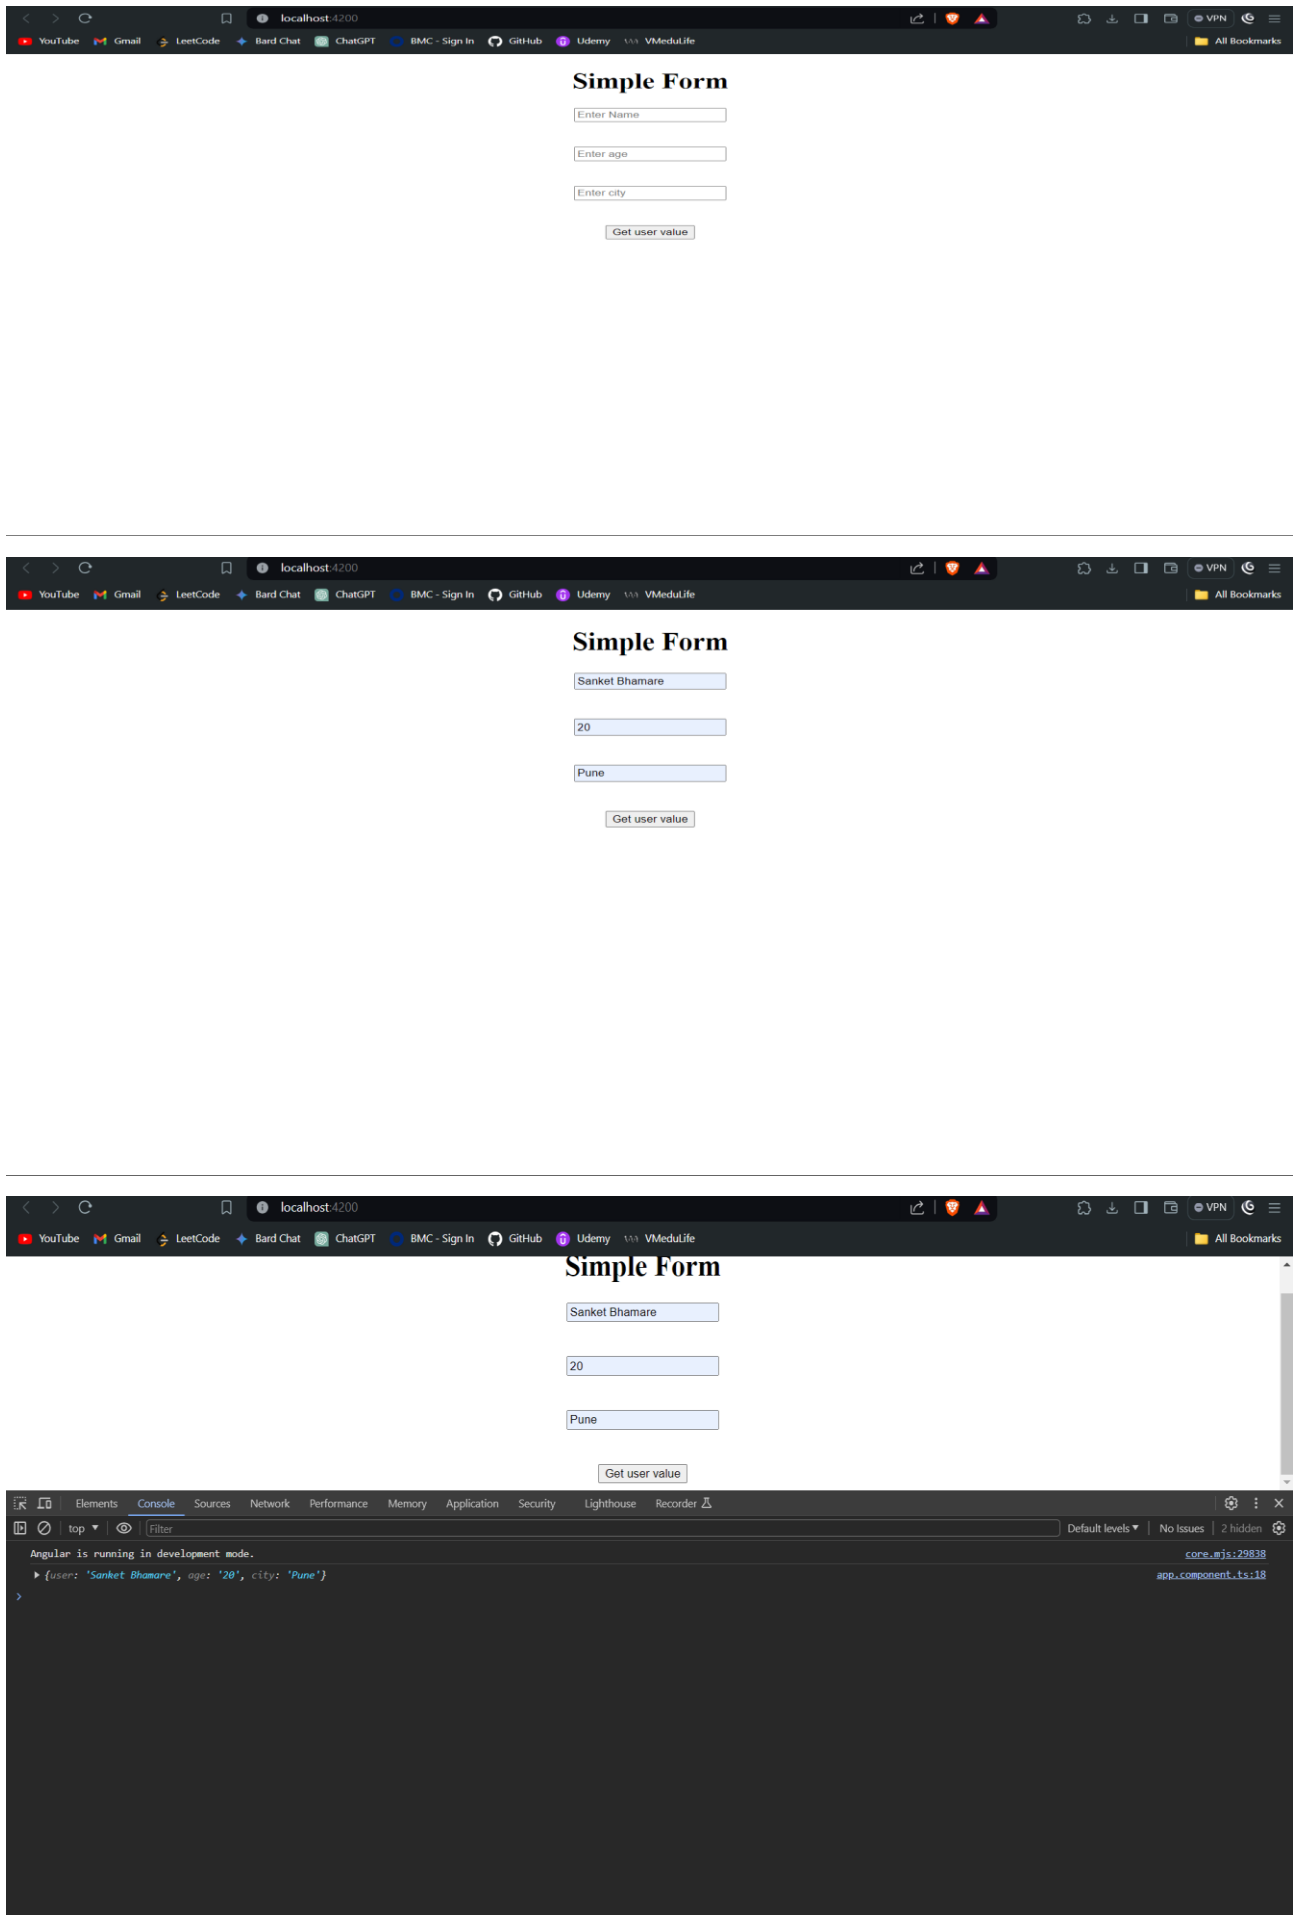 localhost:4200
VPN
YouTube Gmail LeetCode Bard Chat ChatGPT BMC - Sign In GitHub Udemy VMeduLife All Bookmarks
Simple Form
Enter Name
Enter age
Enter city
Get user value
localhost:4200
VPN
YouTube Gmail LeetCode Bard Chat ChatGPT BMC - Sign In GitHub Udemy VMeduLife All Bookmarks
Simple Form
Sanket Bhamare
20
Pune
Get user value
localhost:4200
VPN
YouTube Gmail LeetCode Bard Chat ChatGPT BMC - Sign In GitHub Udemy VMeduLife All Bookmarks
Simple Form
Sanket Bhamare
20
Pune
Get user value
Elements Console Sources Network Performance Memory Application Security Lighthouse Recorder
top Filter Default levels No Issues 2 hidden
Angular is running in development mode. core.mjs:29838
{user: 'Sanket Bhamare', age: '20', city: 'Pune'} app.component.ts:18